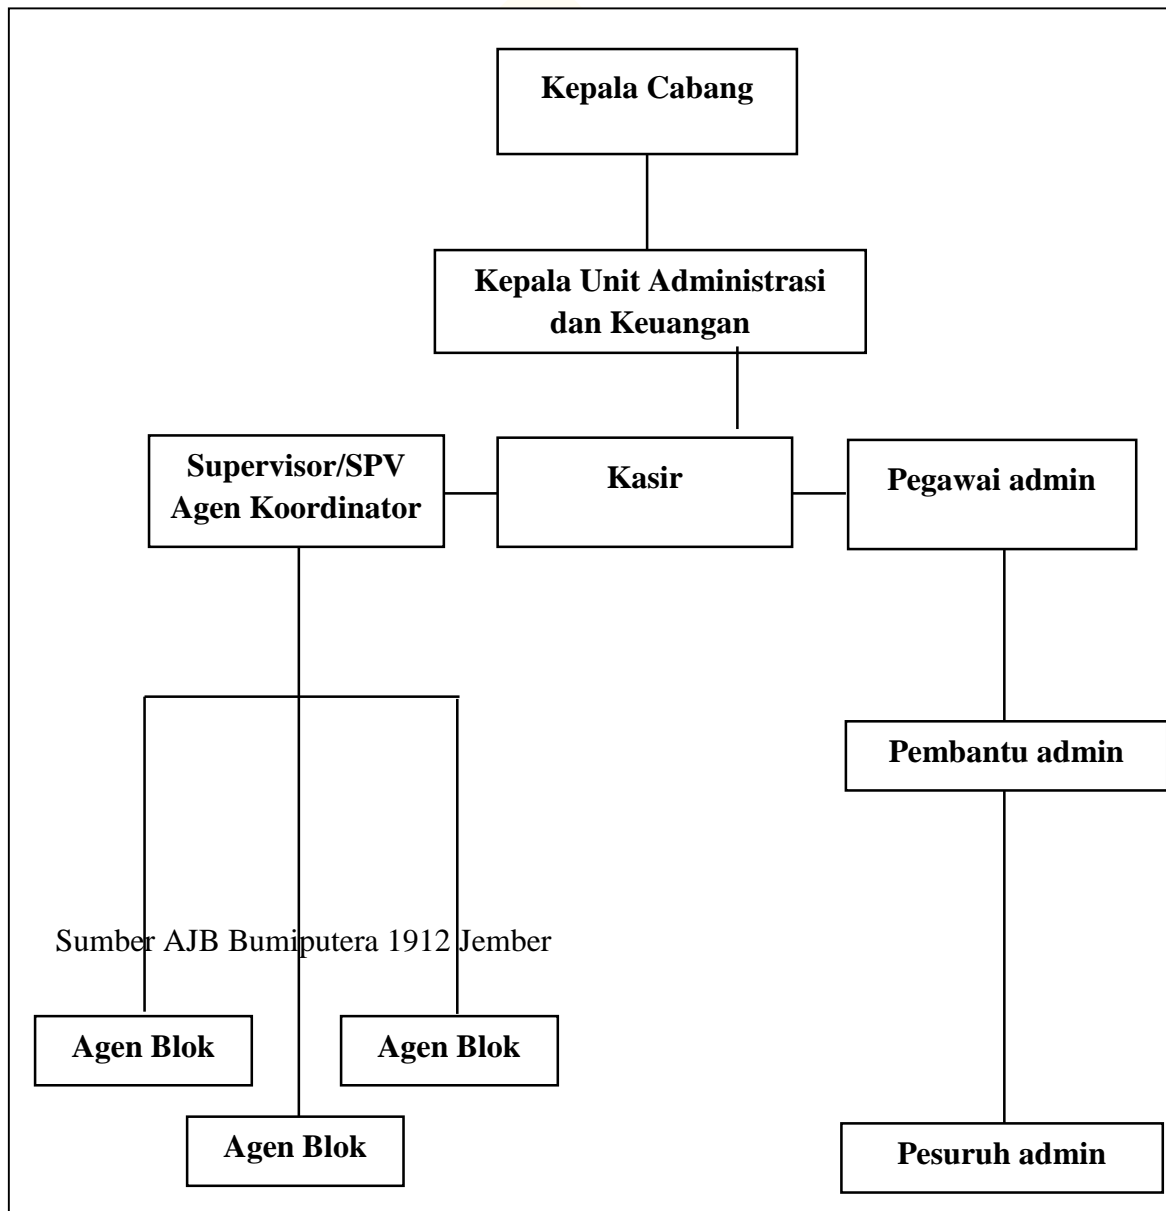 Kepala Cabang
Kepala Unit Administrasi
dan Keuangan
Supervisor/SPV
Agen Koordinator
Kasir
Pegawai admin
Pembantu admin
Sumber AJB Bumiputera 1912 Jember
Agen Blok
Agen Blok
Agen Blok
Pesuruh admin